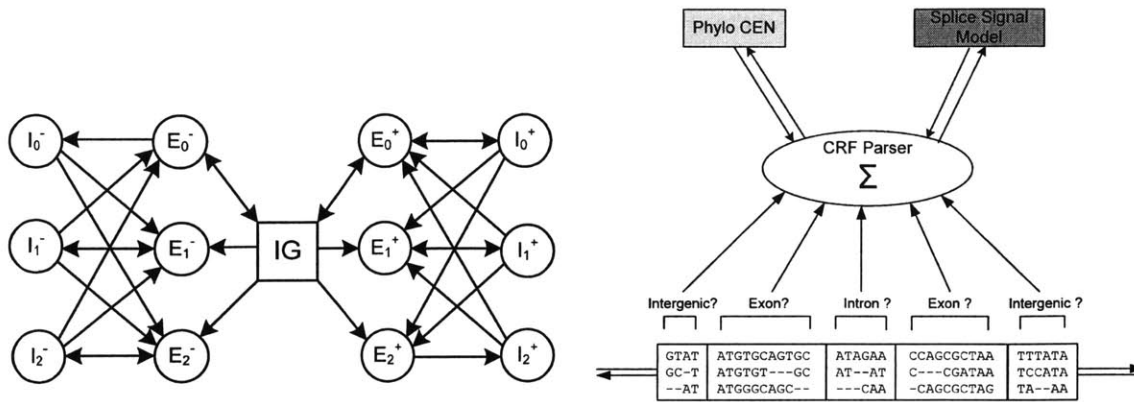 I₀⁻ E₀⁻ E₀⁺ I₀⁺
I₁⁻ E₁⁻ IG E₁⁺ I₁⁺
I₂⁻ E₂⁻ E₂⁺ I₂⁺
Phylo CEN
Splice Signal
Model
CRF Parser
Σ
Intergenic? Exon? Intron ? Exon ? Intergenic ?
GTAT ATGTGCAGTGC ATAGAA CCAGCGCTAA TTTATA
GC-T ATGTGT---GC AT--AT C---CGATAA TCCATA
--AT ATGGGCAGC-- ---CAA -CAGCGCTAG TA--AA